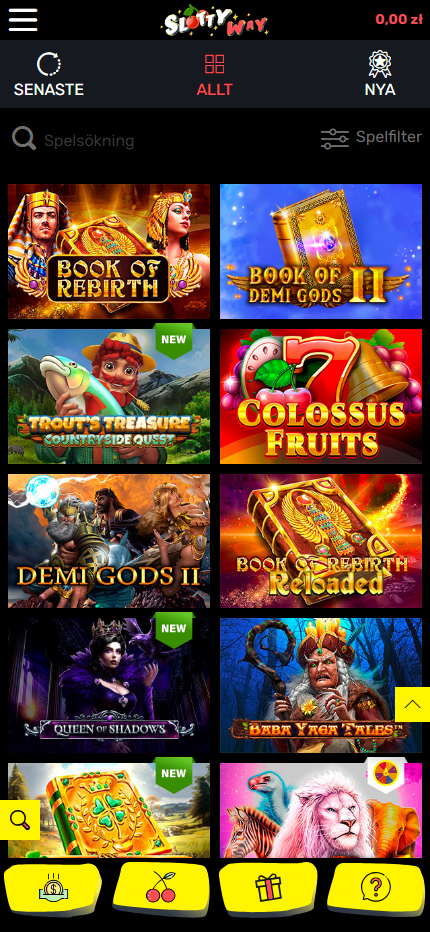 SLOTTY WAY
0,00 zł
SENASTE
ALLT
NYA
Spelsökning
Spelfilter
BOOK OF
REBIRTH
BOOK OF
DEMI GODS II
NEW
TROUT'S TREASURE
COUNTRYSIDE QUEST
7
COLOSSUS
FRUITS
DEMI GODS II
BOOK OF REBIRTH
Reloaded
NEW
QUEEN OF SHADOWS
BABA YAGA TALES™
NEW